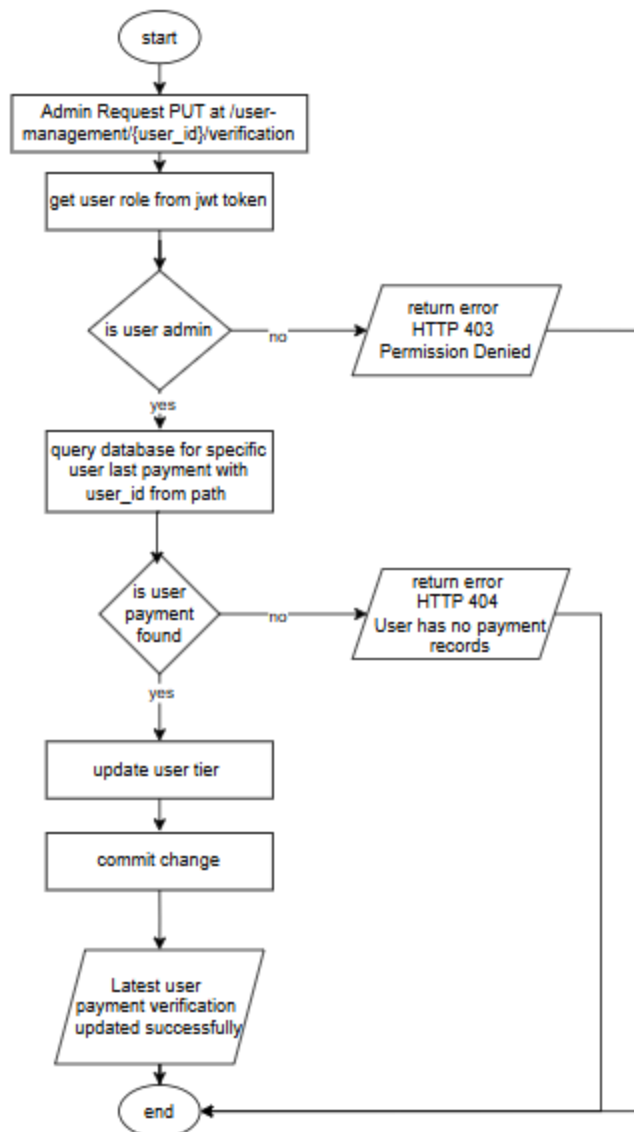 start
Admin Request PUT at /user-
management/{user_id}/verification
get user role from jwt token
is user admin
no
return error
HTTP 403
Permission Denied
yes
query database for specific
user last payment with
user_id from path
is user
payment
found
no
return error
HTTP 404
User has no payment
records
yes
update user tier
commit change
Latest user
payment verification
updated successfully
end